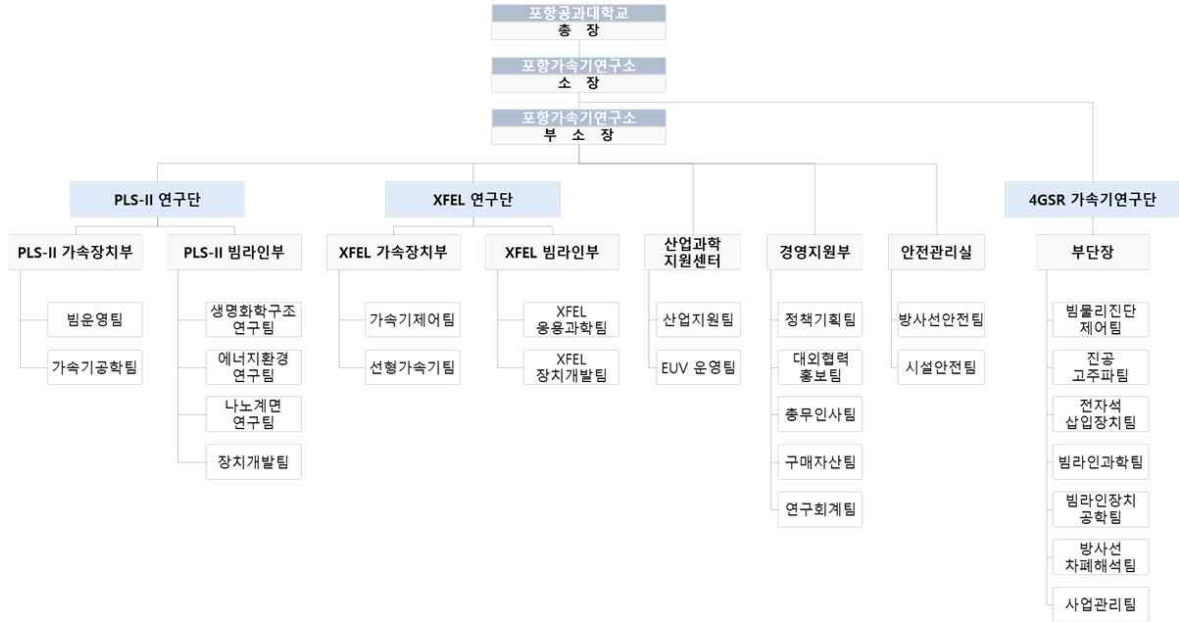 포항공과대학교
총 장
포항가속기연구소
소 장
포항가속기연구소
부 소 장
PLS-II 연구단
XFEL 연구단
4GSR 가속기연구단
PLS-II 가속장치부
PLS-II 빔라인부
XFEL 가속장치부
XFEL 빔라인부
산업과학
지원센터
경영지원부
안전관리실
부단장
빔운영팀
가속기공학팀
생명화학구조
연구팀
에너지환경
연구팀
나노계면
연구팀
장치개발팀
가속기제어팀
선형가속기팀
XFEL
응용과학팀
XFEL
장치개발팀
산업지원팀
EUV 운영팀
정책기획팀
대외협력
홍보팀
총무인사팀
구매자산팀
연구회계팀
방사선안전팀
시설안전팀
빔물리진단
제어팀
진공
고주파팀
전자석
삽입장치팀
빔라인과학팀
빔라인장치
공학팀
방사선
차폐해석팀
사업관리팀